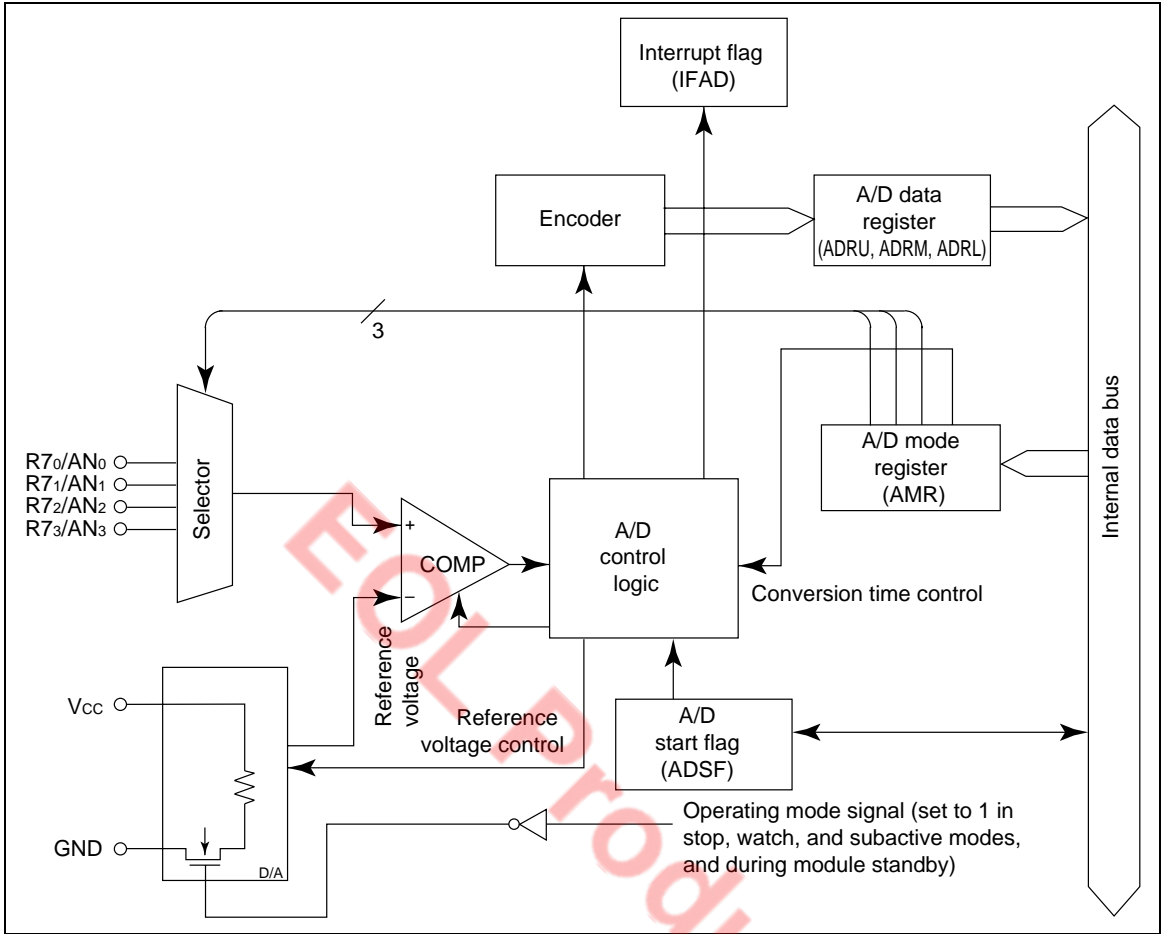 Interrupt flag
(IFAD)
Encoder
A/D data
register
(ADRU, ADRM, ADRL)
3
Internal data bus
A/D mode
register
(AMR)
R70/AN0
R71/AN1
R72/AN2
R73/AN3
Selector
+
COMP
−
A/D
control
logic
Conversion time control
Reference
voltage
VCC
Reference
voltage control
A/D
start flag
(ADSF)
GND
D/A
Operating mode signal (set to 1 in
stop, watch, and subactive modes,
and during module standby)
EOL Produ